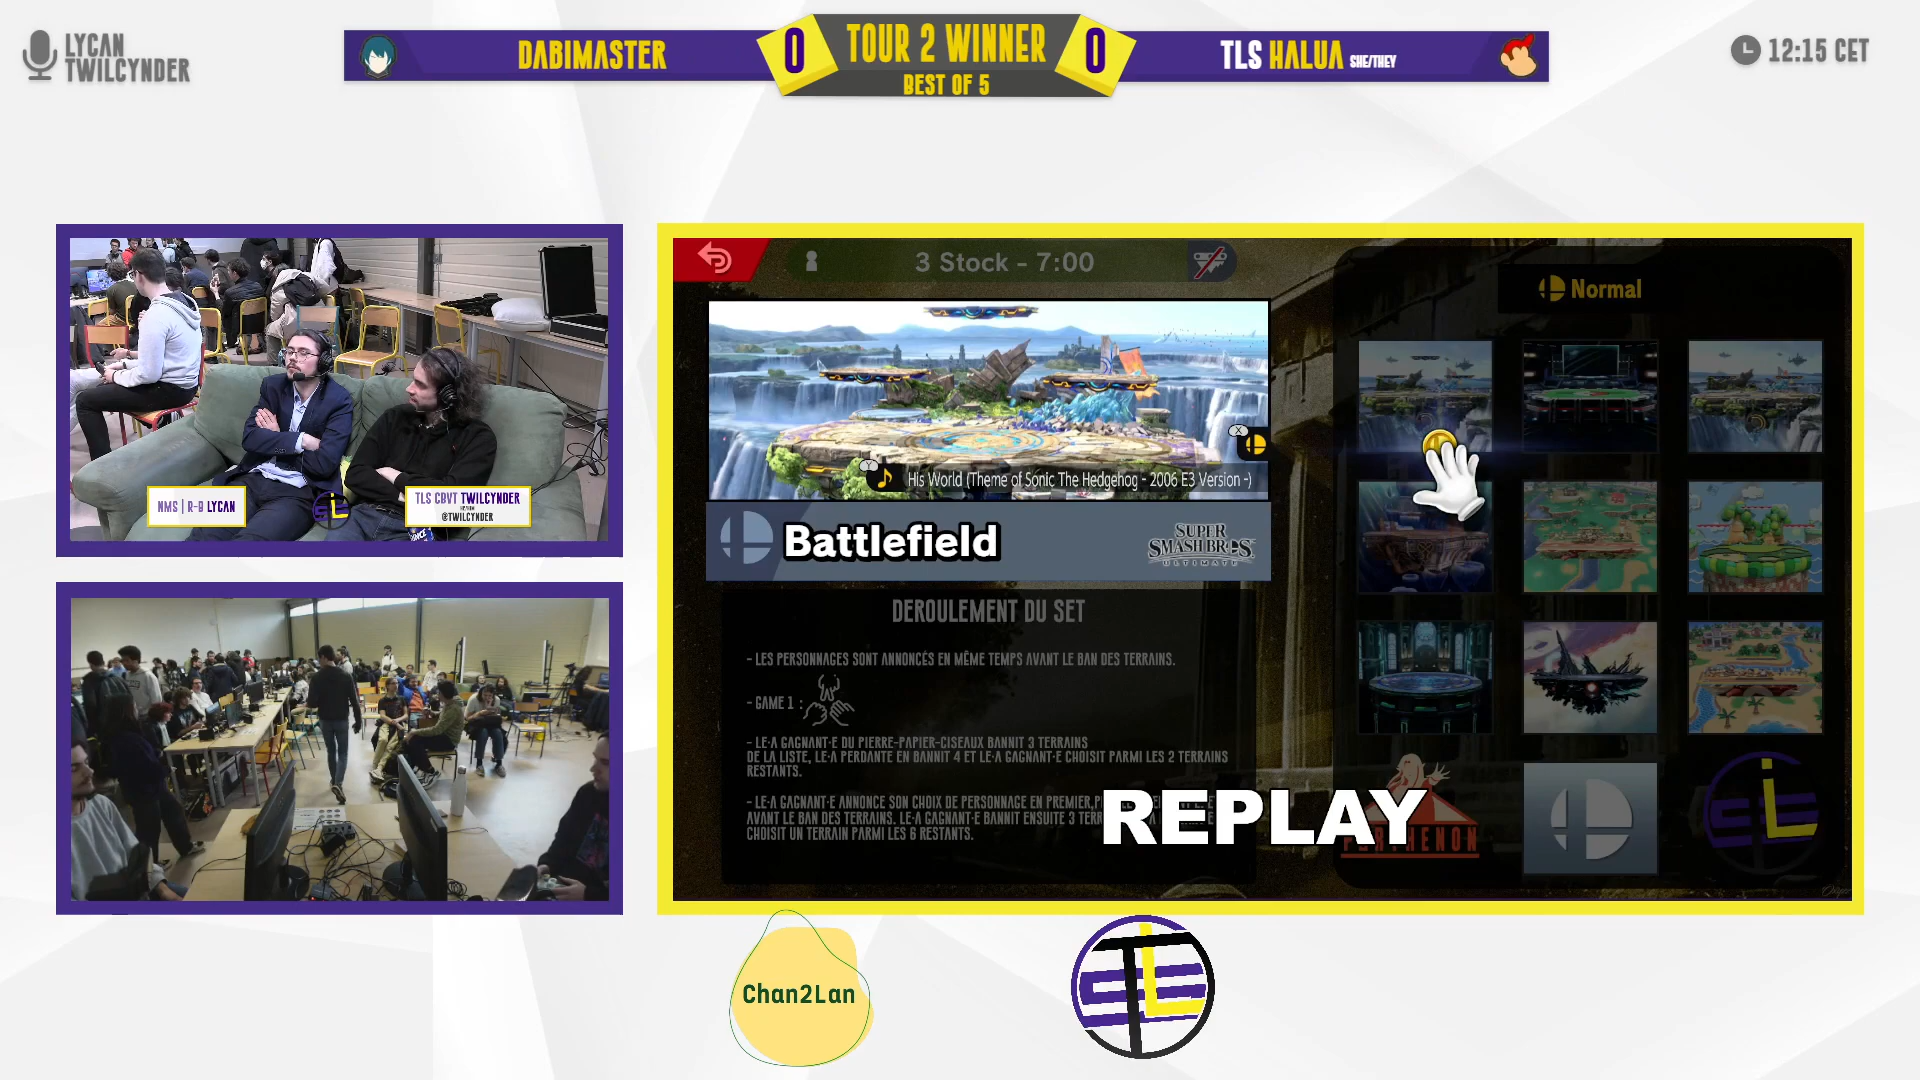 LYCAN
TWILCYNDER
DABIMASTER
0
TOUR 2 WINNER
BEST OF 5
0
TLS HALUA SHE/THEY
12:15 CET
3 Stock - 7:00
Normal
His World (Theme of Sonic The Hedgehog - 2006 E3 Version -)
X
Y
Battlefield
SUPER
SMASH BROS.
ULTIMATE
NMS | R-B LYCAN
TLS CBVT TWILCYNDER
@TWILCYNDER
DEROULEMENT DU SET
- LES PERSONNAGES SONT ANNONCÉS EN MÊME TEMPS AVANT LE BAN DES TERRAINS.
- GAME 1 :
- LE·A GAGNANT·E DU PIERRE-PAPIER-CISEAUX BANNIT 3 TERRAINS
DE LA LISTE, LE·A PERDANTE EN BANNIT 4 ET LE·A GAGNANT·E CHOISIT PARMI LES 2 TERRAINS
RESTANTS.
- LE·A GAGNANT·E ANNONCE SON CHOIX DE PERSONNAGE EN PREMIER,
AVANT LE BAN DES TERRAINS. LE·A GAGNANT·E BANNIT ENSUITE 3
CHOISIT UN TERRAIN PARMI LES 6 RESTANTS.
REPLAY
Chan2Lan